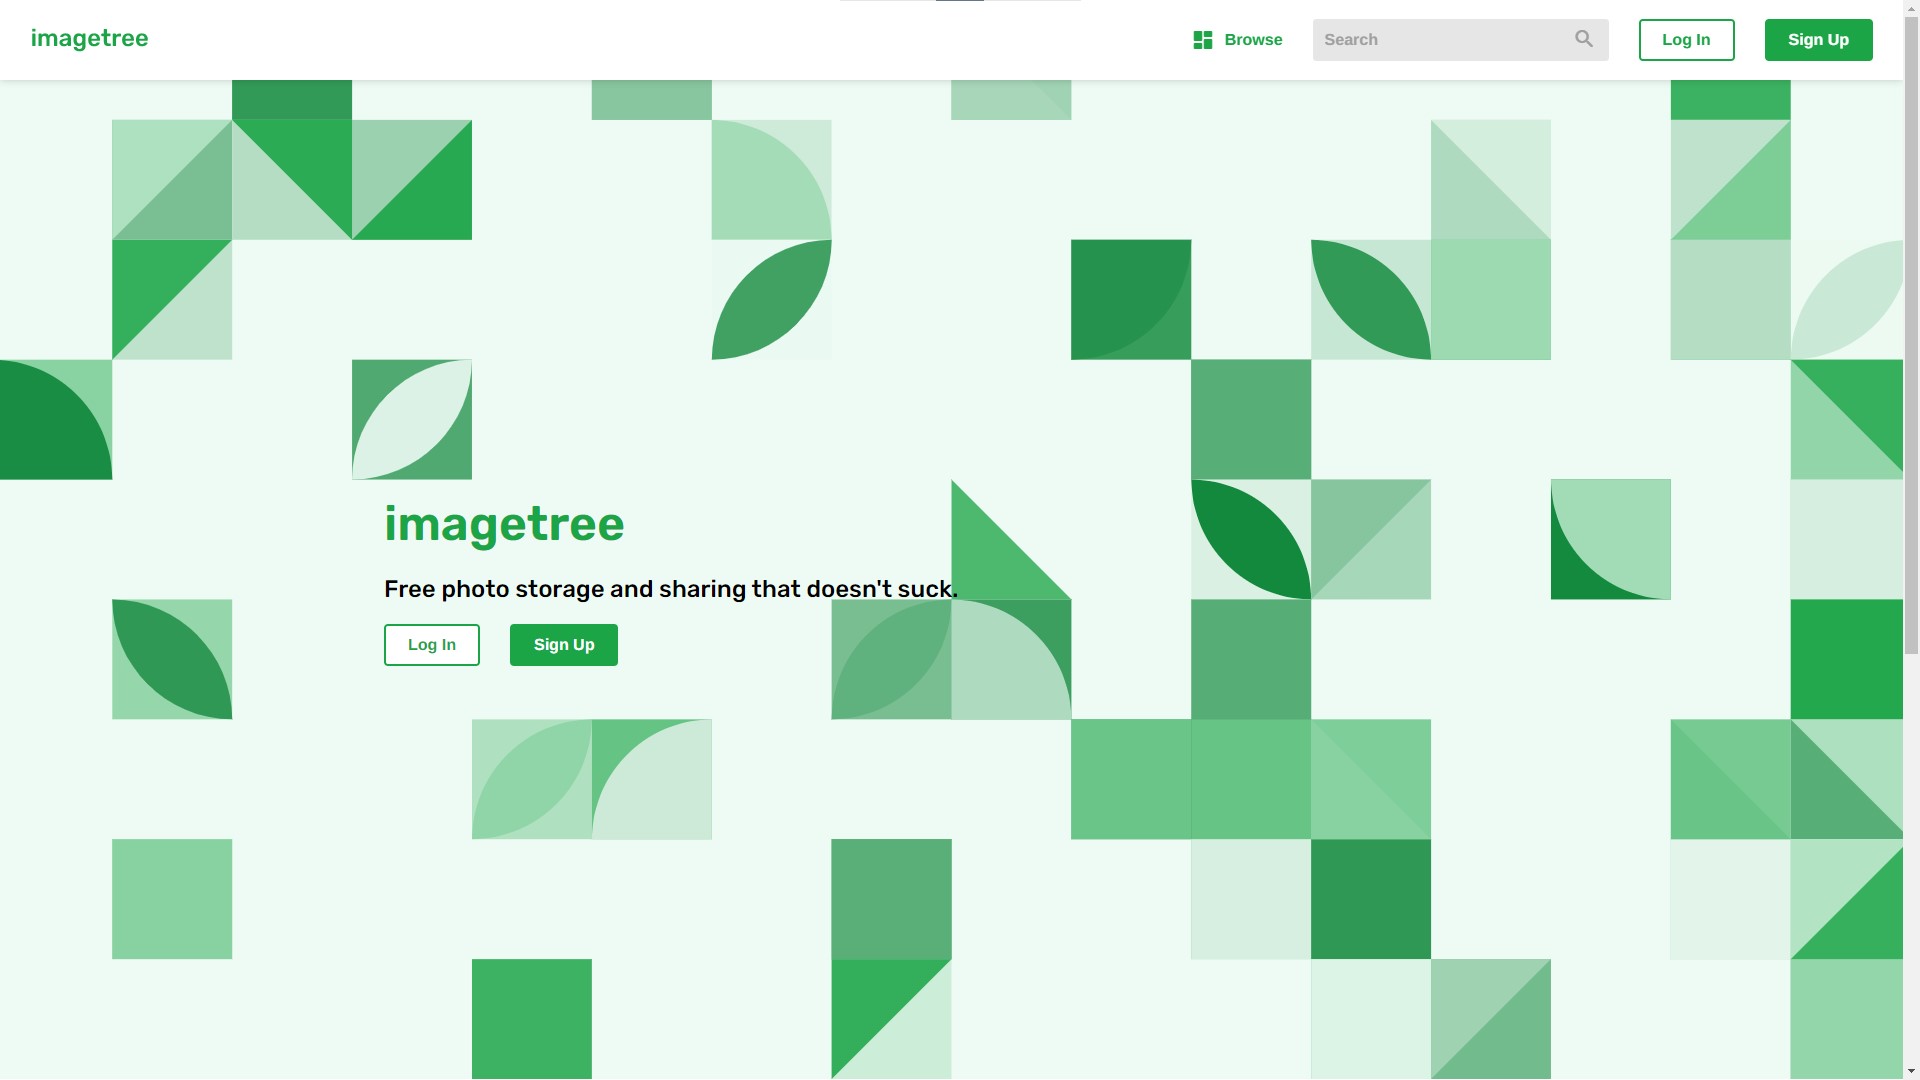 imagetree
Browse
Search
Log In
Sign Up
imagetree
Free photo storage and sharing that doesn't suck.
Log In
Sign Up